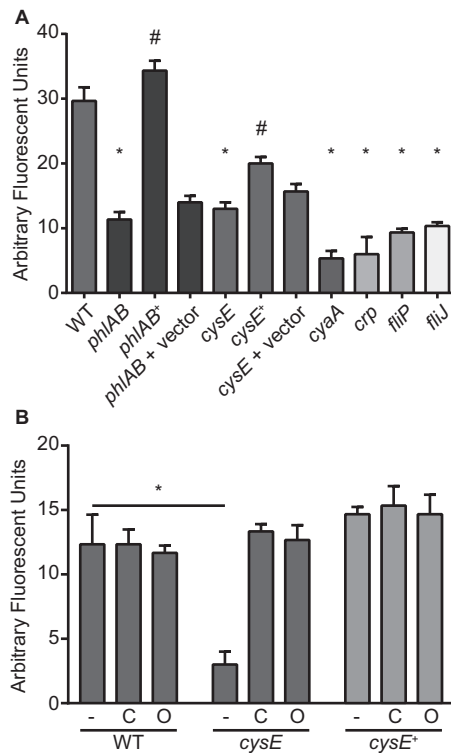 A
Arbitrary Fluorescent Units
40
30
20
10
0
*
#
*
#
*
*
*
*
WT
phlAB
phlAB+
phlAB + vector
cysE
cysE+
cysE + vector
cyaA
crp
fliP
fliJ
B
Arbitrary Fluorescent Units
20
15
10
5
0
*
- C O - C O - C O
WT cysE cysE+